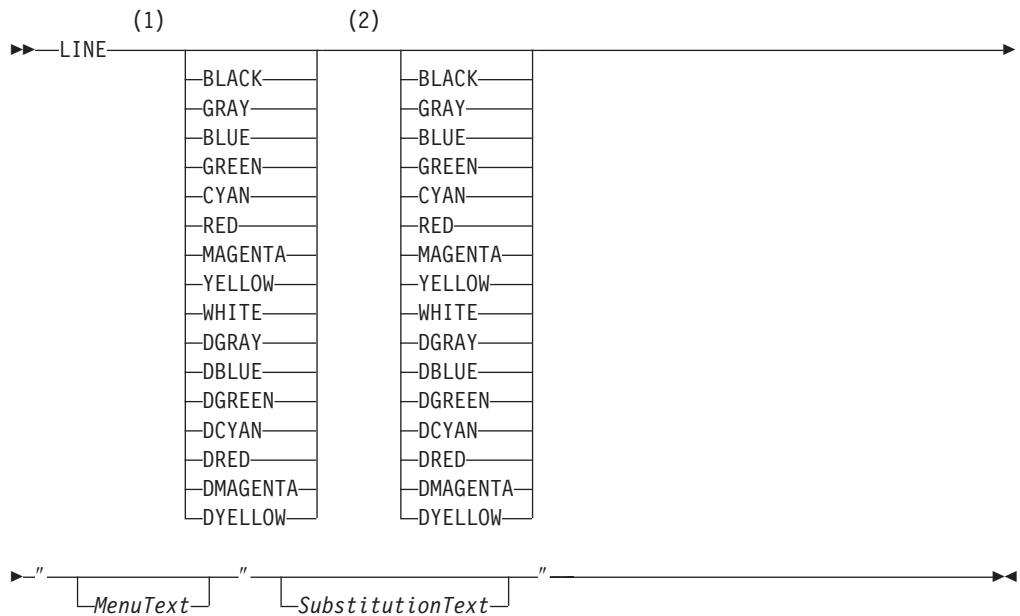 (1) (2)
LINE
BLACK BLACK
GRAY GRAY
BLUE BLUE
GREEN GREEN
CYAN CYAN
RED RED
MAGENTA MAGENTA
YELLOW YELLOW
WHITE WHITE
DGRAY DGRAY
DBLUE DBLUE
DGREEN DGREEN
DCYAN DCYAN
DRED DRED
DMAGENTA DMAGENTA
DYELLOW DYELLOW
" " "
MenuText SubstitutionText